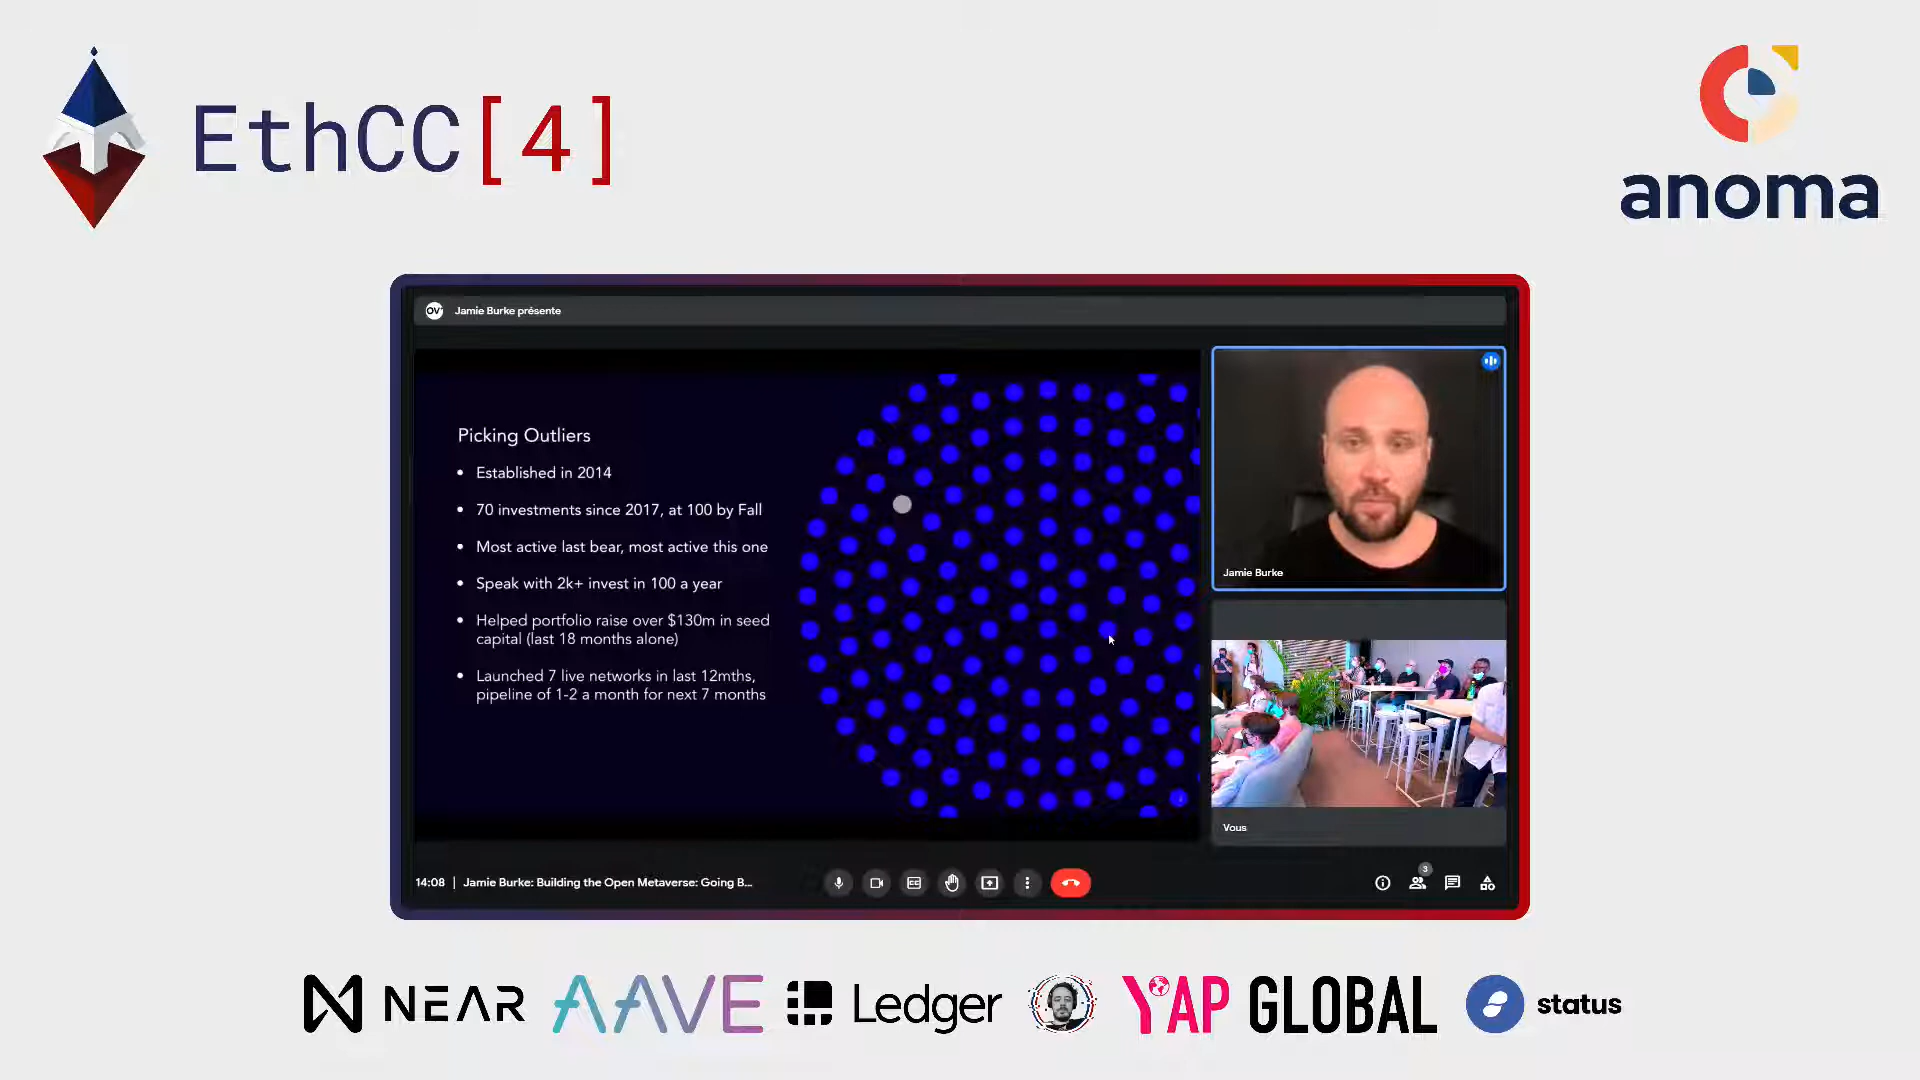 EthCC[4]
anoma
OV
Jamie Burke présente
Picking Outliers
• Established in 2014
• 70 investments since 2017, at 100 by Fall
• Most active last bear, most active this one
• Speak with 2k+ invest in 100 a year
• Helped portfolio raise over $130m in seed
capital (last 18 months alone)
• Launched 7 live networks in last 12mths,
pipeline of 1-2 a month for next 7 months
Jamie Burke
Vous
14:08 | Jamie Burke: Building the Open Metaverse: Going B...
CC
3
NEAR
AAVE
Ledger
YAP GLOBAL
status